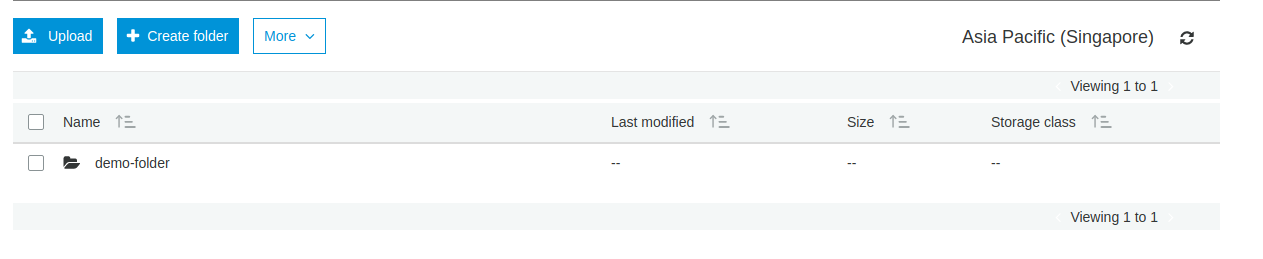 Upload Create folder More Asia Pacific (Singapore)
Viewing 1 to 1
Name Last modified Size Storage class
demo-folder -- -- --
Viewing 1 to 1